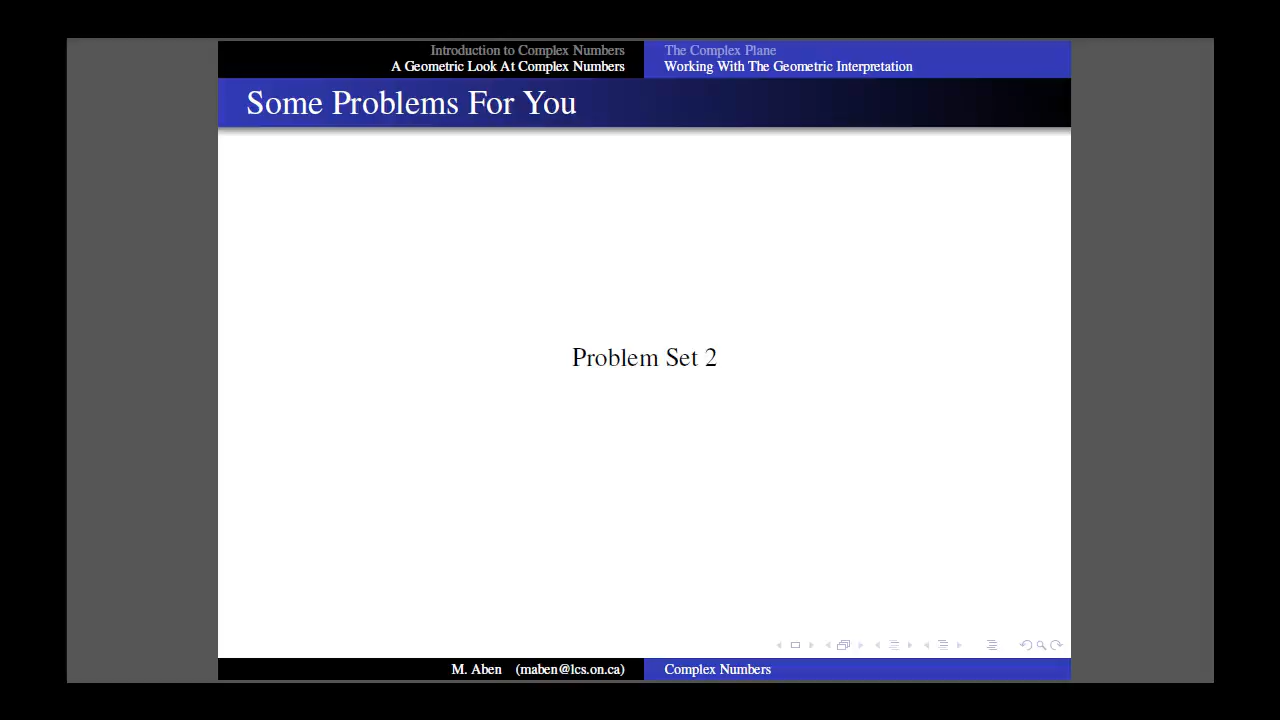 Introduction to Complex Numbers
A Geometric Look At Complex Numbers
The Complex Plane
Working With The Geometric Interpretation
Some Problems For You
Problem Set 2
M. Aben (maben@lcs.on.ca)
Complex Numbers